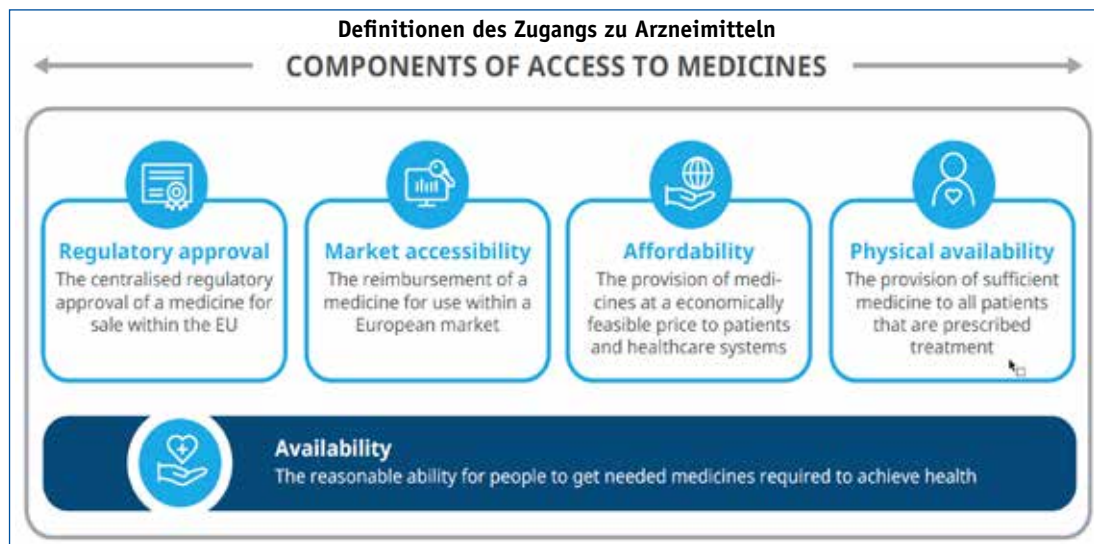 Definitionen des Zugangs zu Arzneimitteln
COMPONENTS OF ACCESS TO MEDICINES
Regulatory approval
The centralised regulatory
approval of a medicine for
sale within the EU
Market accessibility
The reimbursement of a
medicine for use within a
European market
Affordability
The provision of medi-
cines at a economically
feasible price to patients
and healthcare systems
Physical availability
The provision of sufficient
medicine to all patients
that are prescribed
treatment
Availability
The reasonable ability for people to get needed medicines required to achieve health